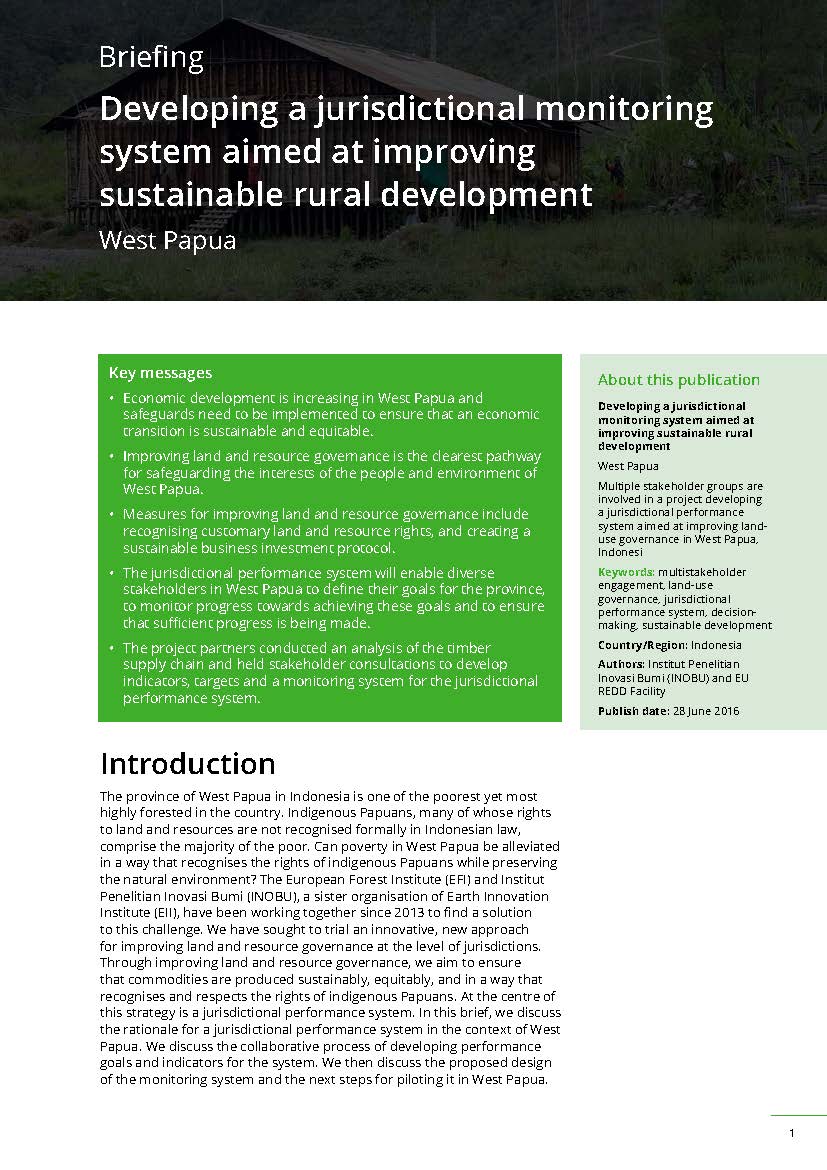 Briefing
Developing a jurisdictional monitoring
system aimed at improving
sustainable rural development
West Papua
Key messages
• Economic development is increasing in West Papua and
safeguards need to be implemented to ensure that an economic
transition is sustainable and equitable.
• Improving land and resource governance is the clearest pathway
for safeguarding the interests of the people and environment of
West Papua.
• Measures for improving land and resource governance include
recognising customary land and resource rights, and creating a
sustainable business investment protocol.
• The jurisdictional performance system will enable diverse
stakeholders in West Papua to define their goals for the province,
to monitor progress towards achieving these goals and to ensure
that sufficient progress is being made.
• The project partners conducted an analysis of the timber
supply chain and held stakeholder consultations to develop
indicators, targets and a monitoring system for the jurisdictional
performance system.
About this publication
Developing a jurisdictional
monitoring system aimed at
improving sustainable rural
development
West Papua
Multiple stakeholder groups are
involved in a project developing
a jurisdictional performance
system aimed at improving land-
use governance in West Papua,
Indonesi
Keywords: multistakeholder
engagement, land-use
governance, jurisdictional
performance system, decision-
making, sustainable development
Country/Region: Indonesia
Authors: Institut Penelitian
Inovasi Bumi (INOBU) and EU
REDD Facility
Publish date: 28 June 2016
Introduction
The province of West Papua in Indonesia is one of the poorest yet most
highly forested in the country. Indigenous Papuans, many of whose rights
to land and resources are not recognised formally in Indonesian law,
comprise the majority of the poor. Can poverty in West Papua be alleviated
in a way that recognises the rights of indigenous Papuans while preserving
the natural environment? The European Forest Institute (EFI) and Institut
Penelitian Inovasi Bumi (INOBU), a sister organisation of Earth Innovation
Institute (EII), have been working together since 2013 to find a solution
to this challenge. We have sought to trial an innovative, new approach
for improving land and resource governance at the level of jurisdictions.
Through improving land and resource governance, we aim to ensure
that commodities are produced sustainably, equitably, and in a way that
recognises and respects the rights of indigenous Papuans. At the centre of
this strategy is a jurisdictional performance system. In this brief, we discuss
the rationale for a jurisdictional performance system in the context of West
Papua. We discuss the collaborative process of developing performance
goals and indicators for the system. We then discuss the proposed design
of the monitoring system and the next steps for piloting it in West Papua.
1